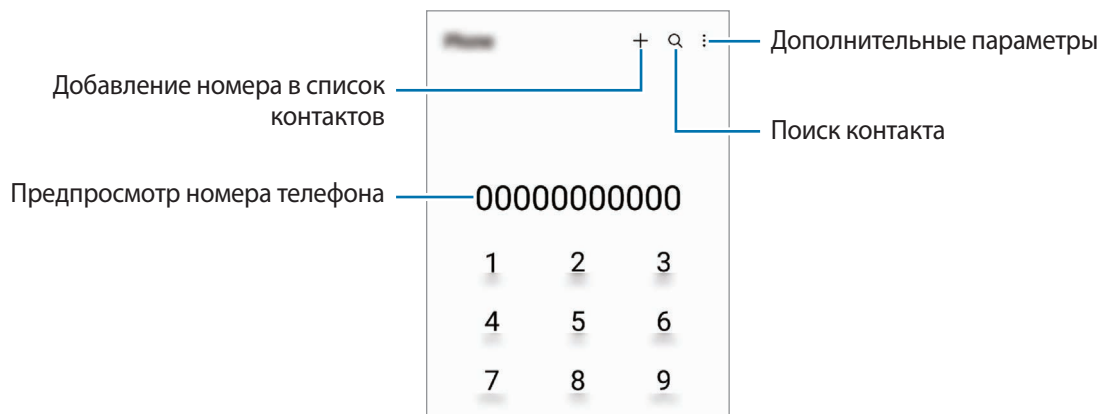 Дополнительные параметры
Добавление номера в список
контактов
Поиск контакта
Предпросмотр номера телефона
00000000000
1 2 3
4 5 6
7 8 9